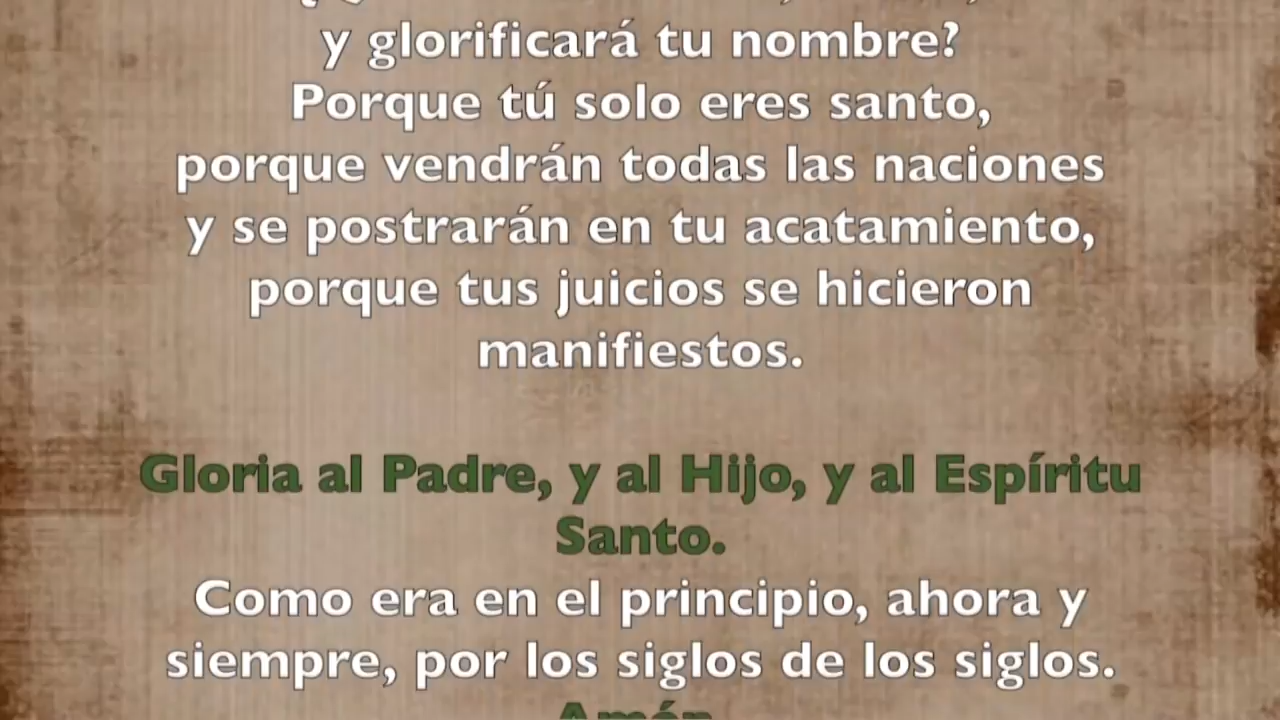 y glorificará tu nombre?
Porque tú solo eres santo,
porque vendrán todas las naciones
y se postrarán en tu acatamiento,
porque tus juicios se hicieron
manifiestos.
Gloria al Padre, y al Hijo, y al Espíritu
Santo.
Como era en el principio, ahora y
siempre, por los siglos de los siglos.
Amén